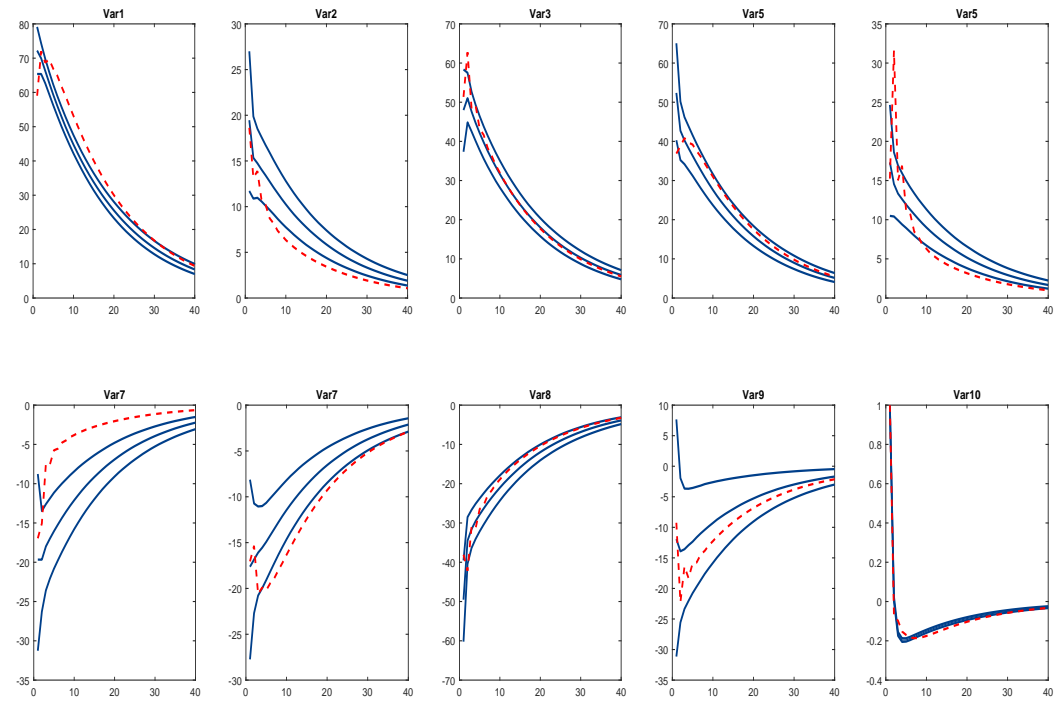 Var1 Var2 Var3 Var5 Var5
80 30 70 70 35
70 25 60 60 30
60 20 50 50 25
50 15 40 40 20
40 10 30 30 15
30 5 20 20 10
20 0 10 10 5
10 0 0 0
0
0 10 20 30 40 0 10 20 30 40 0 10 20 30 40 0 10 20 30 40 0 10 20 30 40
Var7 Var7 Var8 Var9 Var10
0 0 0 10 1
-5 -5 -10 5 0.8
-10 -10 -20 0 0.6
-15 -15 -30 -5 0.4
-20 -20 -40 -10 0.2
-25 -25 -50 -15 0
-30 -30 -60 -20 -0.2
-35 -70 -25 -0.4
-30
-35
0 10 20 30 40 0 10 20 30 40 0 10 20 30 40 0 10 20 30 40 0 10 20 30 40